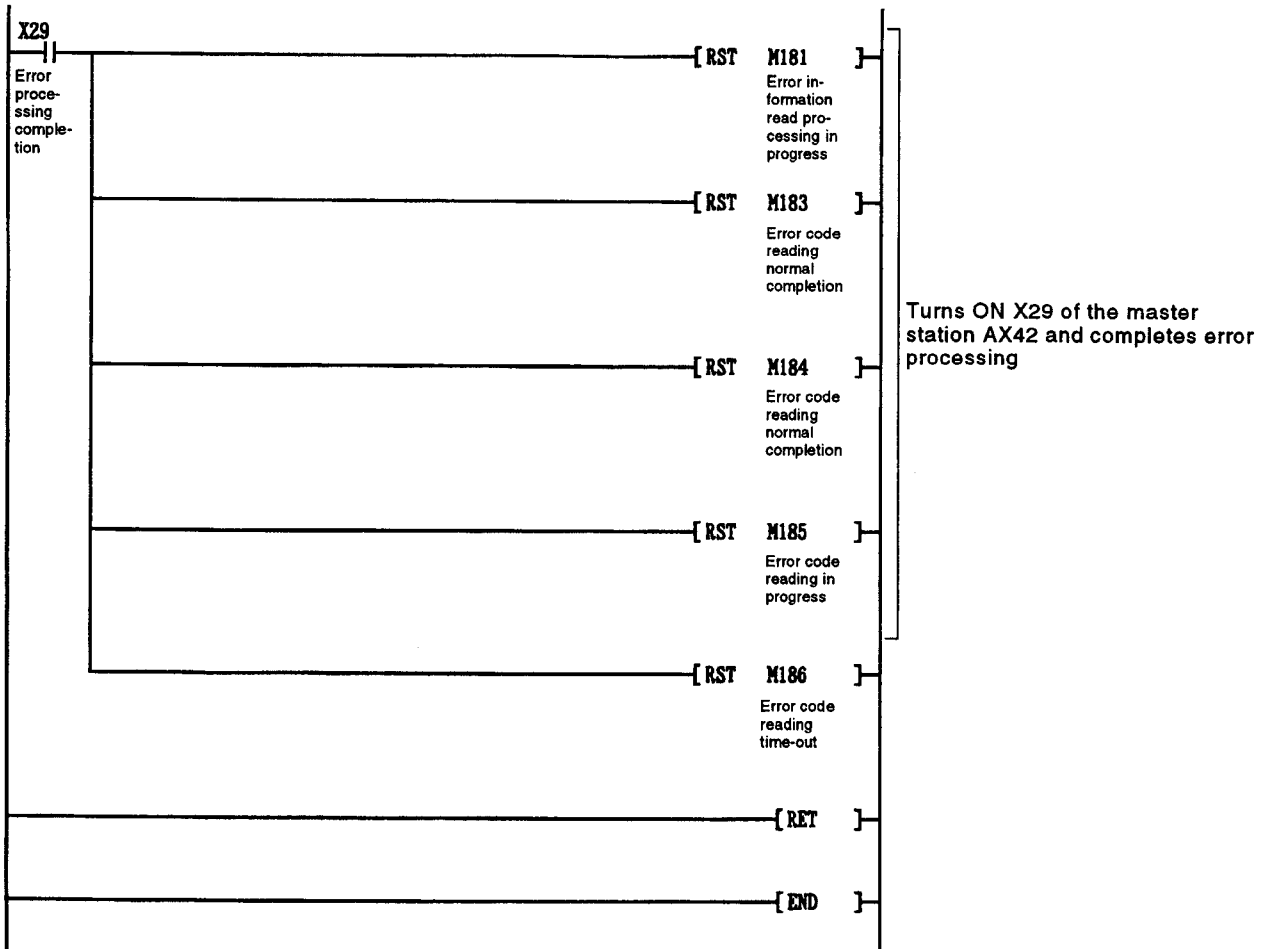 X29
Error
proce-
ssing
comple-
tion
[ RST M181 ]
Error in-
formation
read pro-
cessing in
progress
[ RST M183 ]
Error code
reading
normal
completion
Turns ON X29 of the master
station AX42 and completes error
processing
[ RST M184 ]
Error code
reading
normal
completion
[ RST M185 ]
Error code
reading in
progress
[ RST M186 ]
Error code
reading
time-out
[ RET ]
[ END ]